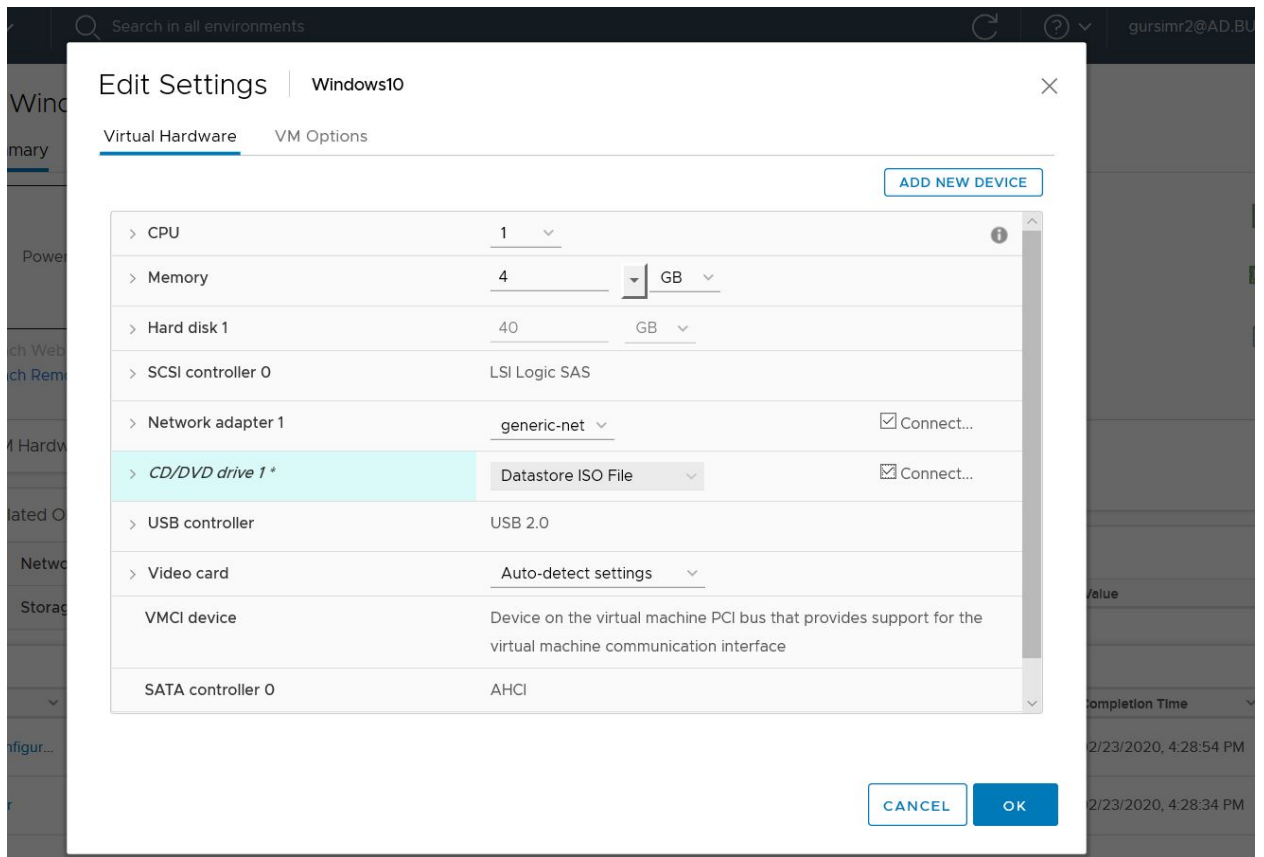 Search in all environments
gursimr2@AD.BU
Edit Settings Windows10
Wind
Virtual Hardware VM Options
mary
ADD NEW DEVICE
CPU 1
Power
Memory 4 GB
Hard disk 1 40 GB
ch Web
ch Remo
SCSI controller 0 LSI Logic SAS
Network adapter 1 generic-net Connect...
M Hardw
CD/DVD drive 1 * Datastore ISO File Connect...
lated O
USB controller USB 2.0
Netwo
Video card Auto-detect settings
Value
Storag
VMCI device Device on the virtual machine PCI bus that provides support for the
virtual machine communication interface
SATA controller 0 AHCI
Completion Time
nfigur... 2/23/2020, 4:28:54 PM
CANCEL OK
r 2/23/2020, 4:28:34 PM